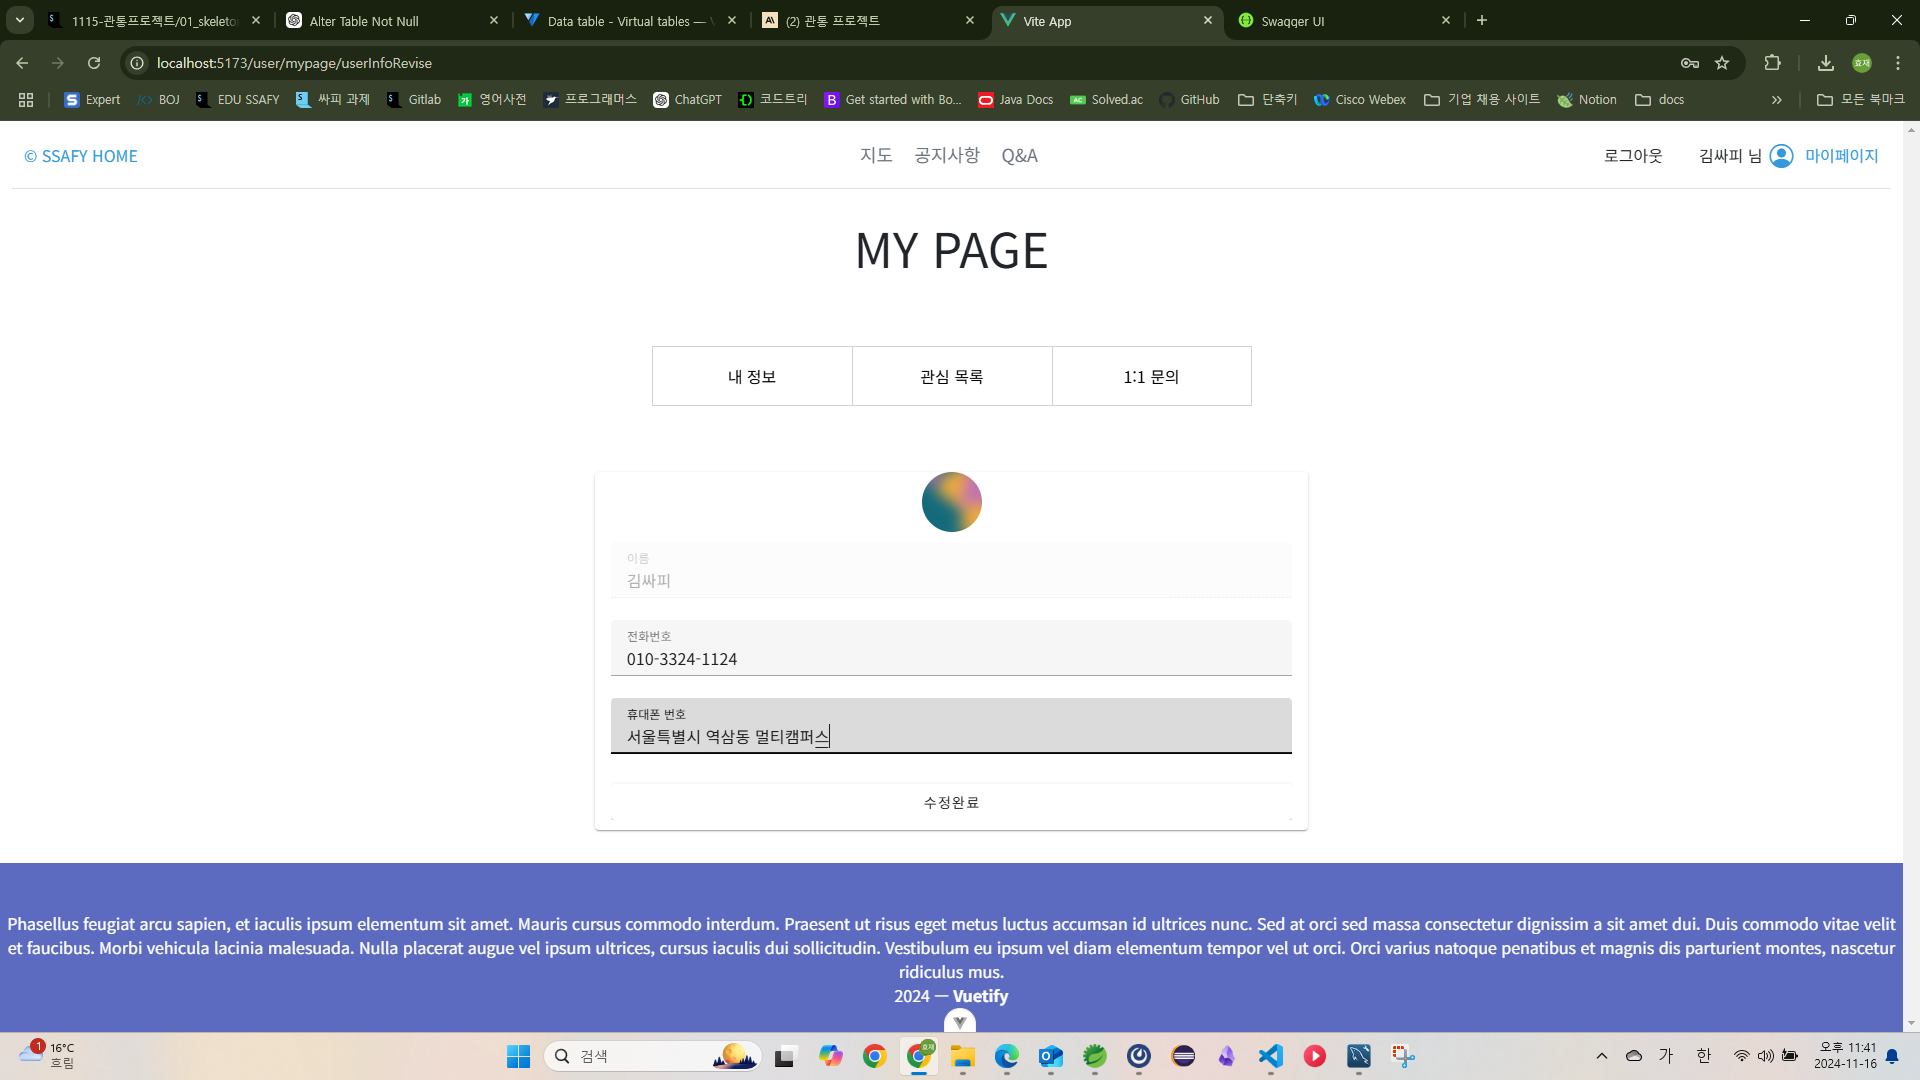 1115-관통프로젝트/01_skeleto
Alter Table Not Null
Data table - Virtual tables —
(2) 관통 프로젝트
Vite App
Swagger UI
localhost:5173/user/mypage/userInfoRevise
Expert
BOJ
EDU SSAFY
싸피 과제
Gitlab
영어사전
프로그래머스
ChatGPT
코드트리
Get started with Bo...
Java Docs
Solved.ac
GitHub
단축키
Cisco Webex
기업 채용 사이트
Notion
docs
모든 북마크
© SSAFY HOME
지도
공지사항
Q&A
로그아웃
김싸피 님
마이페이지
MY PAGE
내 정보
관심 목록
1:1 문의
이름
김싸피
전화번호
010-3324-1124
휴대폰 번호
서울특별시 역삼동 멀티캠퍼스
수정완료
Phasellus feugiat arcu sapien, et iaculis ipsum elementum sit amet. Mauris cursus commodo interdum. Praesent ut risus eget metus luctus accumsan id ultrices nunc. Sed at orci sed massa consectetur dignissim a sit amet dui. Duis commodo vitae velit
et faucibus. Morbi vehicula lacinia malesuada. Nulla placerat augue vel ipsum ultrices, cursus iaculis dui sollicitudin. Vestibulum eu ipsum vel diam elementum tempor vel ut orci. Orci varius natoque penatibus et magnis dis parturient montes, nascetur
ridiculus mus.
2024 — Vuetify
1
16°C
흐림
검색
가
한
오후 11:41
2024-11-16